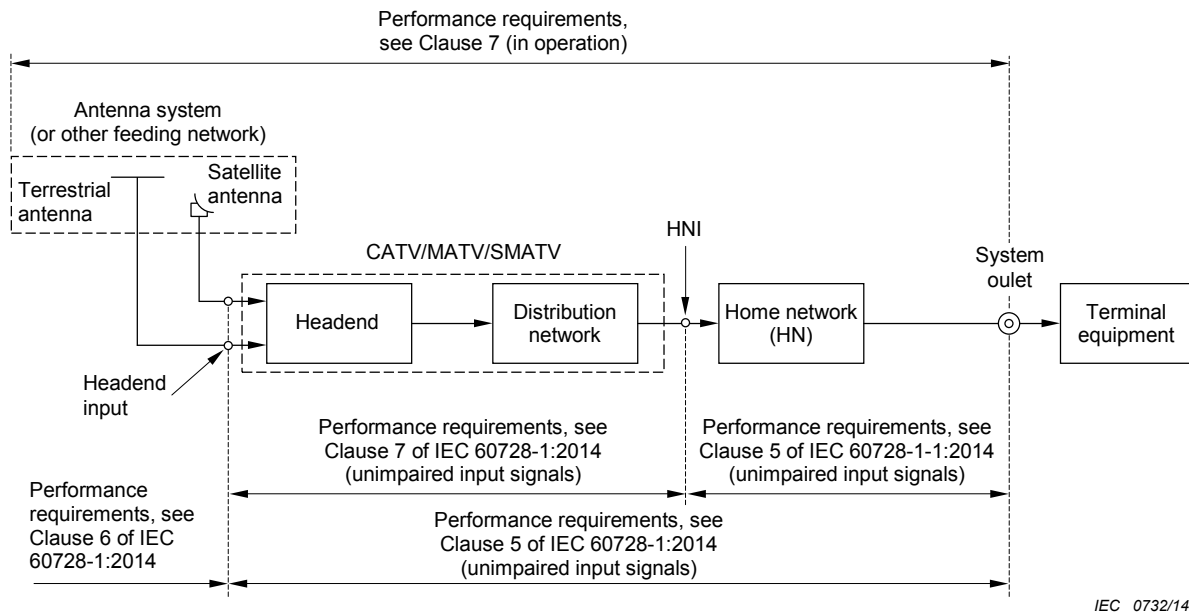 Performance requirements,
see Clause 7 (in operation)
Antenna system
(or other feeding network)
Terrestrial
antenna
Satellite
antenna
CATV/MATV/SMATV
HNI
System
oulet
Headend
Distribution
network
Home network
(HN)
Terminal
equipment
Headend
input
Performance requirements, see
Clause 7 of IEC 60728-1:2014
(unimpaired input signals)
Performance requirements, see
Clause 5 of IEC 60728-1-1:2014
(unimpaired input signals)
Performance
requirements, see
Clause 6 of IEC
60728-1:2014
Performance requirements, see
Clause 5 of IEC 60728-1:2014
(unimpaired input signals)
IEC 0732/14